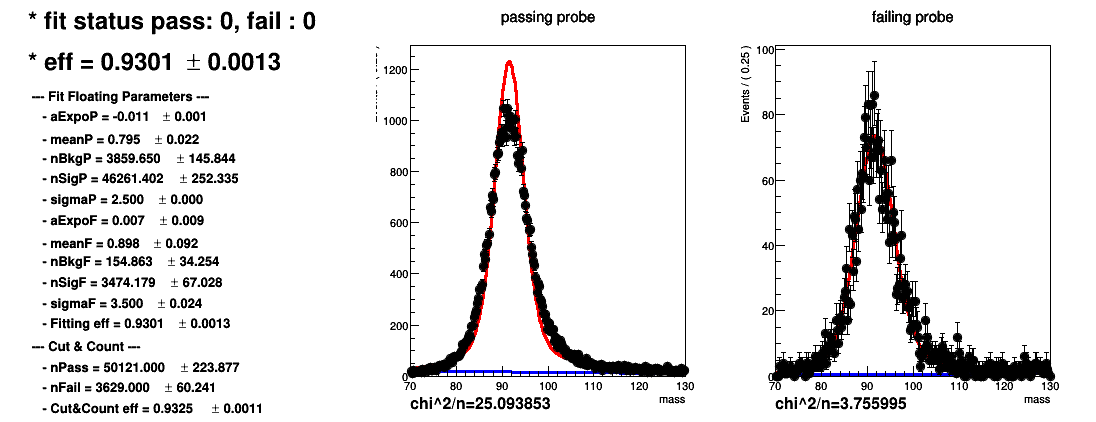 * fit status pass: 0, fail : 0
* eff = 0.9301 ± 0.0013
--- Fit Floating Parameters ---
- aExpoP = -0.011 ± 0.001
- meanP = 0.795 ± 0.022
- nBkgP = 3859.650 ± 145.844
- nSigP = 46261.402 ± 252.335
- sigmaP = 2.500 ± 0.000
- aExpoF = 0.007 ± 0.009
- meanF = 0.898 ± 0.092
- nBkgF = 154.863 ± 34.254
- nSigF = 3474.179 ± 67.028
- sigmaF = 3.500 ± 0.024
- Fitting eff = 0.9301 ± 0.0013
--- Cut & Count ---
- nPass = 50121.000 ± 223.877
- nFail = 3629.000 ± 60.241
- Cut&Count eff = 0.9325 ± 0.0011
passing probe
1200
1000
800
600
400
200
0
70 80 90 100 110 120 130
mass
chi^2/n=25.093853
failing probe
Events / ( 0.25 )
100
80
60
40
20
0
70 80 90 100 110 120 130
mass
chi^2/n=3.755995